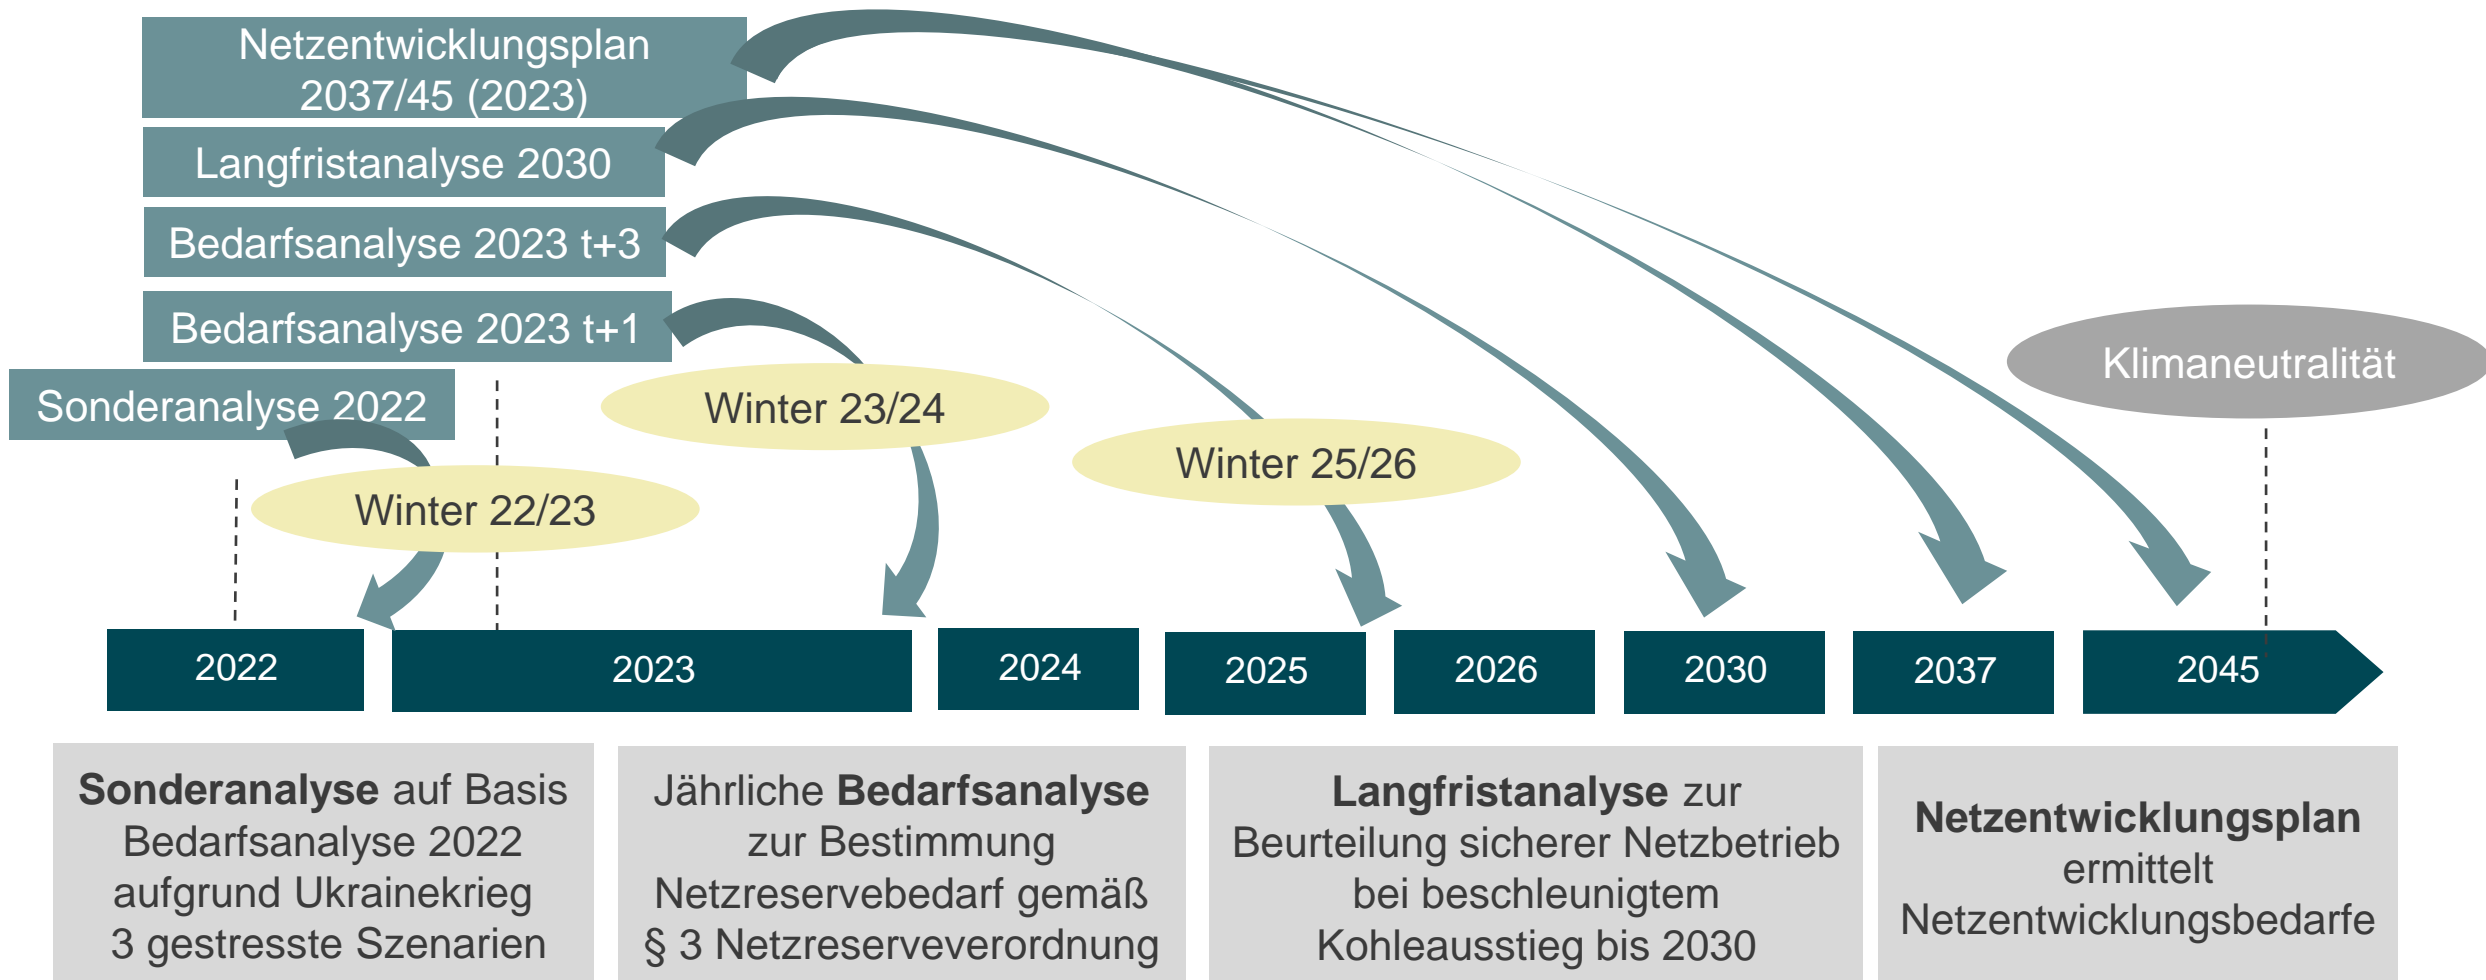 Netzentwicklungsplan
2037/45 (2023)
Langfristanalyse 2030
Bedarfsanalyse 2023 t+3
Bedarfsanalyse 2023 t+1
Sonderanalyse 2022
Winter 22/23
Winter 23/24
Winter 25/26
Klimaneutralität
2022
2023
2024
2025
2026
2030
2037
2045
Sonderanalyse auf Basis
Bedarfsanalyse 2022
aufgrund Ukrainekrieg
3 gestresste Szenarien
Jährliche Bedarfsanalyse
zur Bestimmung
Netzreservebedarf gemäß
§ 3 Netzreserveverordnung
Langfristanalyse zur
Beurteilung sicherer Netzbetrieb
bei beschleunigtem
Kohleausstieg bis 2030
Netzentwicklungsplan
ermittelt
Netzentwicklungsbedarfe